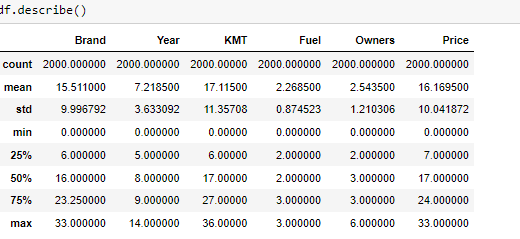 df.describe()
Brand Year KMT Fuel Owners Price
count 2000.000000 2000.000000 2000.00000 2000.000000 2000.000000 2000.000000
mean 15.511000 7.218500 17.11500 2.268500 2.543500 16.169500
std 9.996792 3.633092 11.35708 0.874523 1.210306 10.041872
min 0.000000 0.000000 0.00000 0.000000 0.000000 0.000000
25% 6.000000 5.000000 6.00000 2.000000 2.000000 7.000000
50% 16.000000 8.000000 17.00000 2.000000 3.000000 17.000000
75% 23.250000 9.000000 27.00000 3.000000 3.000000 24.000000
max 33.000000 14.000000 36.00000 3.000000 6.000000 33.000000